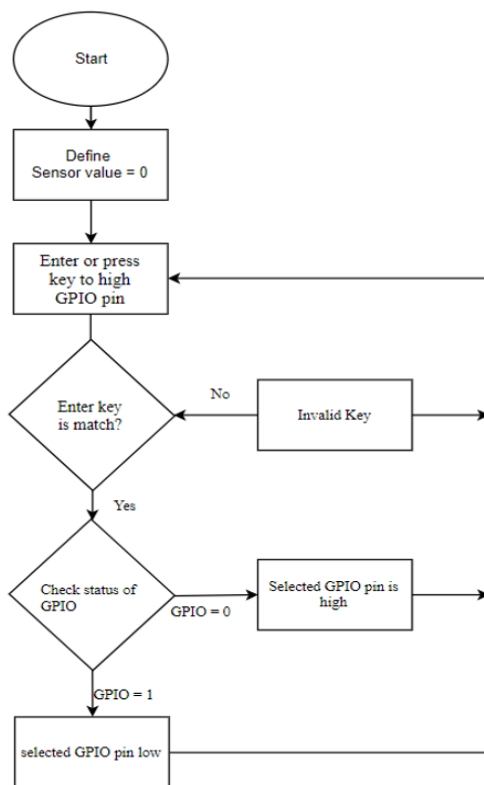 Start
Define
Sensor value = 0
Enter or press
key to high
GPIO pin
Enter key
is match?
No
Invalid Key
Yes
Check status of
GPIO
GPIO = 0
Selected GPIO pin is
high
GPIO = 1
selected GPIO pin low